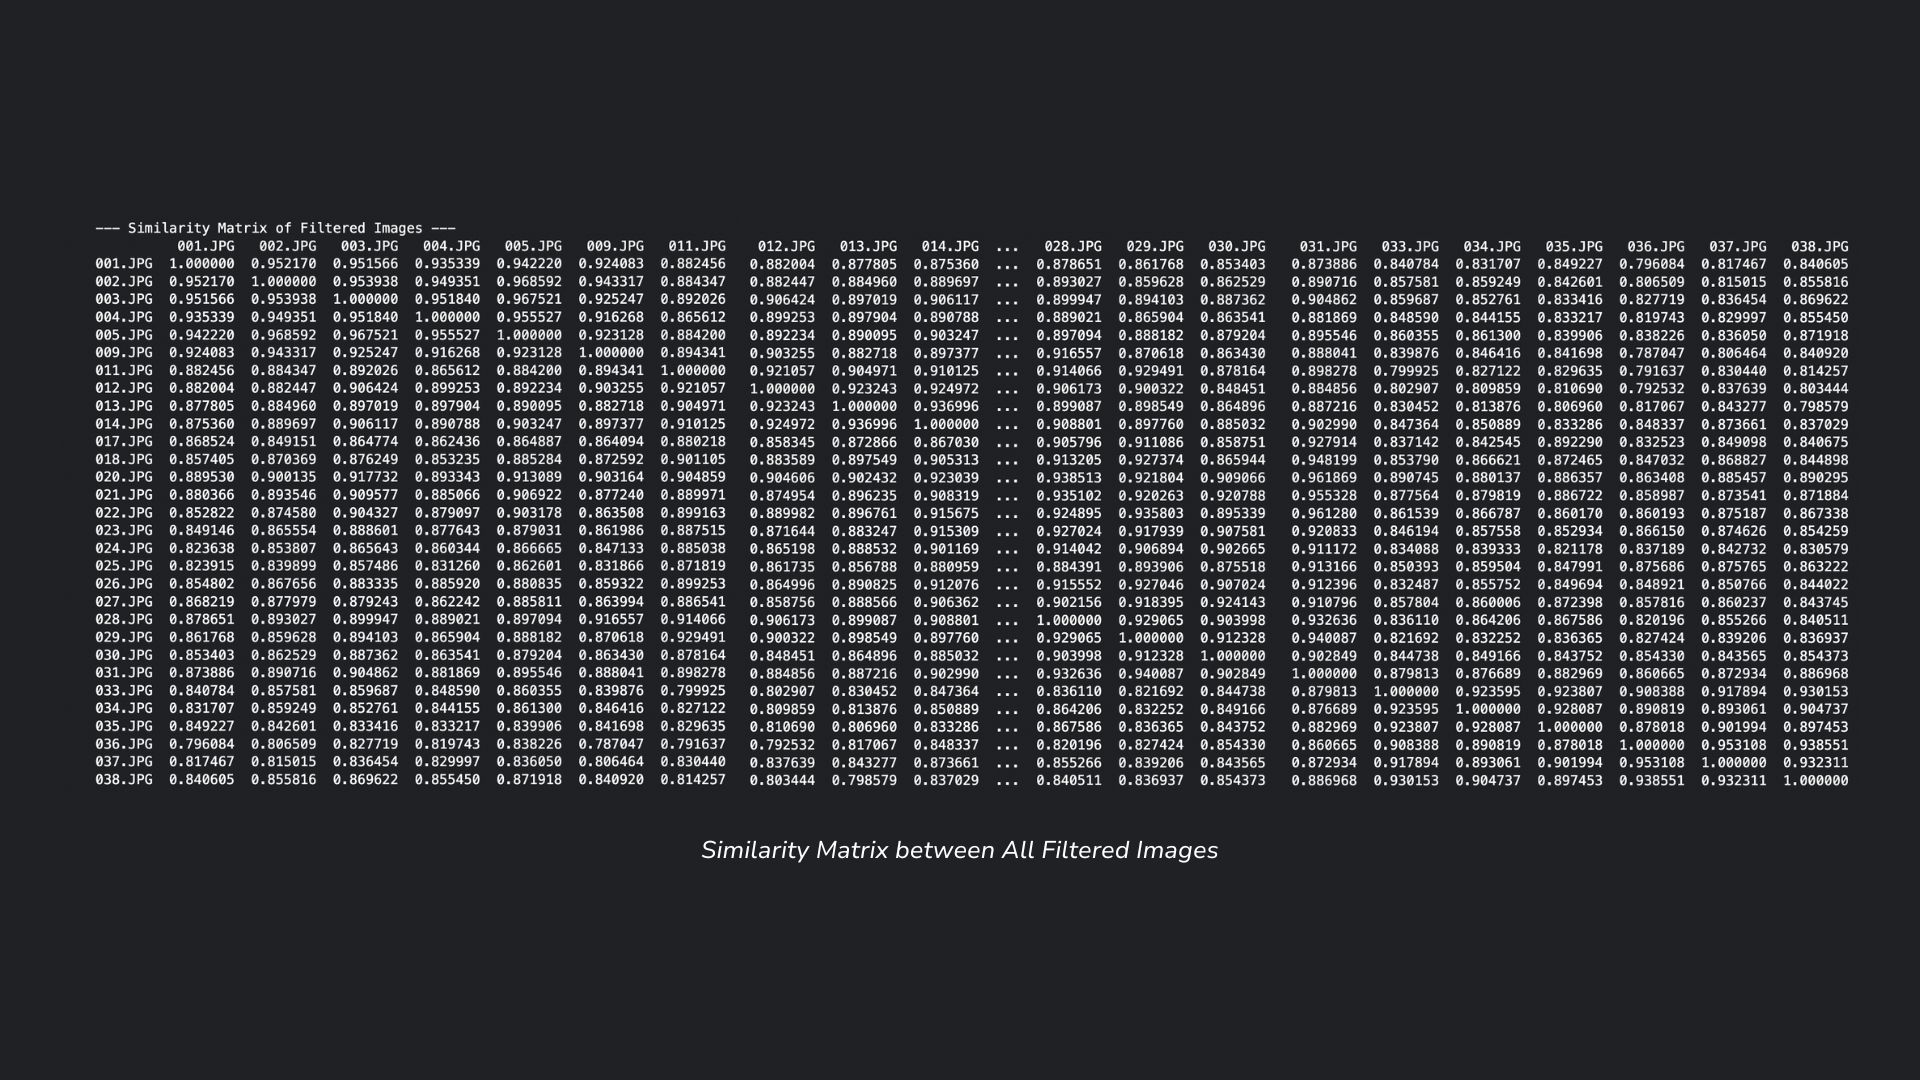 --- Similarity Matrix of Filtered Images ---
001.JPG 002.JPG 003.JPG 004.JPG 005.JPG 009.JPG 011.JPG 012.JPG 013.JPG 014.JPG ... 028.JPG 029.JPG 030.JPG 031.JPG 033.JPG 034.JPG 035.JPG 036.JPG 037.JPG 038.JPG
001.JPG 1.000000 0.952170 0.951566 0.935339 0.942220 0.924083 0.882456 0.882004 0.877805 0.875360 ... 0.878651 0.861768 0.853403 0.873886 0.840784 0.831707 0.849227 0.796084 0.817467 0.840605
002.JPG 0.952170 1.000000 0.953938 0.949351 0.968592 0.943317 0.884347 0.882447 0.884960 0.889697 ... 0.893027 0.859628 0.862529 0.890716 0.857581 0.859249 0.842601 0.806509 0.815015 0.855816
003.JPG 0.951566 0.953938 1.000000 0.951840 0.967521 0.925247 0.892026 0.906424 0.897019 0.906117 ... 0.899947 0.894103 0.887362 0.904862 0.859687 0.852761 0.833416 0.827719 0.836454 0.869622
004.JPG 0.935339 0.949351 0.951840 1.000000 0.955527 0.916268 0.865612 0.899253 0.897904 0.890788 ... 0.889021 0.865904 0.863541 0.881869 0.848590 0.844155 0.833217 0.819743 0.829997 0.855450
005.JPG 0.942220 0.968592 0.967521 0.955527 1.000000 0.923128 0.884200 0.892234 0.890095 0.903247 ... 0.897094 0.888182 0.879204 0.895546 0.860355 0.861300 0.839906 0.838226 0.836050 0.871918
009.JPG 0.924083 0.943317 0.925247 0.916268 0.923128 1.000000 0.894341 0.903255 0.882718 0.897377 ... 0.916557 0.870618 0.863430 0.888041 0.839876 0.846416 0.841698 0.787047 0.806464 0.840920
011.JPG 0.882456 0.884347 0.892026 0.865612 0.884200 0.894341 1.000000 0.921057 0.904971 0.910125 ... 0.914066 0.929491 0.878164 0.898278 0.799925 0.827122 0.829635 0.791637 0.830440 0.814257
012.JPG 0.882004 0.882447 0.906424 0.899253 0.892234 0.903255 0.921057 1.000000 0.923243 0.924972 ... 0.906173 0.900322 0.848451 0.884856 0.802907 0.809859 0.810690 0.792532 0.837639 0.803444
013.JPG 0.877805 0.884960 0.897019 0.897904 0.890095 0.882718 0.904971 0.923243 1.000000 0.936996 ... 0.899087 0.898549 0.864896 0.887216 0.830452 0.813876 0.806960 0.817067 0.843277 0.798579
014.JPG 0.875360 0.889697 0.906117 0.890788 0.903247 0.897377 0.910125 0.924972 0.936996 1.000000 ... 0.908801 0.897760 0.885032 0.902990 0.847364 0.850889 0.833286 0.848337 0.873661 0.837029
017.JPG 0.868524 0.849151 0.864774 0.862436 0.864887 0.864094 0.880218 0.858345 0.872866 0.867030 ... 0.905796 0.911086 0.858751 0.927914 0.837142 0.842545 0.892290 0.832523 0.849098 0.840675
018.JPG 0.857405 0.870369 0.876249 0.853235 0.885284 0.872592 0.901105 0.883589 0.897549 0.905313 ... 0.913205 0.927374 0.865944 0.948199 0.853790 0.866621 0.872465 0.847032 0.868827 0.844898
020.JPG 0.889530 0.900135 0.917732 0.893343 0.913089 0.903164 0.904859 0.904606 0.902432 0.923039 ... 0.938513 0.921804 0.909066 0.961869 0.890745 0.880137 0.886357 0.863408 0.885457 0.890295
021.JPG 0.880366 0.893546 0.909577 0.885066 0.906922 0.877240 0.889971 0.874954 0.896235 0.908319 ... 0.935102 0.920263 0.920788 0.955328 0.877564 0.879819 0.886722 0.858987 0.873541 0.871884
022.JPG 0.852822 0.874580 0.904327 0.879097 0.903178 0.863508 0.899163 0.889982 0.896761 0.915675 ... 0.924895 0.935803 0.895339 0.961280 0.861539 0.866787 0.860170 0.860193 0.875187 0.867338
023.JPG 0.849146 0.865554 0.888601 0.877643 0.879031 0.861986 0.887515 0.871644 0.883247 0.915309 ... 0.927024 0.917939 0.907581 0.920833 0.846194 0.857558 0.852934 0.866150 0.874626 0.854259
024.JPG 0.823638 0.853807 0.865643 0.860344 0.866665 0.847133 0.885038 0.865198 0.888532 0.901169 ... 0.914042 0.906894 0.902665 0.911172 0.834088 0.839333 0.821178 0.837189 0.842732 0.830579
025.JPG 0.823915 0.839899 0.857486 0.831260 0.862601 0.831866 0.871819 0.861735 0.856788 0.880959 ... 0.884391 0.893906 0.875518 0.913166 0.850393 0.859504 0.847991 0.875686 0.875765 0.863222
026.JPG 0.854802 0.867656 0.883335 0.885920 0.880835 0.859322 0.899253 0.864996 0.890825 0.912076 ... 0.915552 0.927046 0.907024 0.912396 0.832487 0.855752 0.849694 0.848921 0.850766 0.844022
027.JPG 0.868219 0.877979 0.879243 0.862242 0.885811 0.863994 0.886541 0.858756 0.888566 0.906362 ... 0.902156 0.918395 0.924143 0.910796 0.857804 0.860006 0.872398 0.857816 0.860237 0.843745
028.JPG 0.878651 0.893027 0.899947 0.889021 0.897094 0.916557 0.914066 0.906173 0.899087 0.908801 ... 1.000000 0.929065 0.903998 0.932636 0.836110 0.864206 0.867586 0.820196 0.855266 0.840511
029.JPG 0.861768 0.859628 0.894103 0.865904 0.888182 0.870618 0.929491 0.900322 0.898549 0.897760 ... 0.929065 1.000000 0.912328 0.940087 0.821692 0.832252 0.836365 0.827424 0.839206 0.836937
030.JPG 0.853403 0.862529 0.887362 0.863541 0.879204 0.863430 0.878164 0.848451 0.864896 0.885032 ... 0.903998 0.912328 1.000000 0.902849 0.844738 0.849166 0.843752 0.854330 0.843565 0.854373
031.JPG 0.873886 0.890716 0.904862 0.881869 0.895546 0.888041 0.898278 0.884856 0.887216 0.902990 ... 0.932636 0.940087 0.902849 1.000000 0.879813 0.876689 0.882969 0.860665 0.872934 0.886968
033.JPG 0.840784 0.857581 0.859687 0.848590 0.860355 0.839876 0.799925 0.802907 0.830452 0.847364 ... 0.836110 0.821692 0.844738 0.879813 1.000000 0.923595 0.923807 0.908388 0.917894 0.930153
034.JPG 0.831707 0.859249 0.852761 0.844155 0.861300 0.846416 0.827122 0.809859 0.813876 0.850889 ... 0.864206 0.832252 0.849166 0.876689 0.923595 1.000000 0.928087 0.890819 0.893061 0.904737
035.JPG 0.849227 0.842601 0.833416 0.833217 0.839906 0.841698 0.829635 0.810690 0.806960 0.833286 ... 0.867586 0.836365 0.843752 0.882969 0.923807 0.928087 1.000000 0.878018 0.901994 0.897453
036.JPG 0.796084 0.806509 0.827719 0.819743 0.838226 0.787047 0.791637 0.792532 0.817067 0.848337 ... 0.820196 0.827424 0.854330 0.860665 0.908388 0.890819 0.878018 1.000000 0.953108 0.938551
037.JPG 0.817467 0.815015 0.836454 0.829997 0.836050 0.806464 0.830440 0.837639 0.843277 0.873661 ... 0.855266 0.839206 0.843565 0.872934 0.917894 0.893061 0.901994 0.953108 1.000000 0.932311
038.JPG 0.840605 0.855816 0.869622 0.855450 0.871918 0.840920 0.814257 0.803444 0.798579 0.837029 ... 0.840511 0.836937 0.854373 0.886968 0.930153 0.904737 0.897453 0.938551 0.932311 1.000000
Similarity Matrix between All Filtered Images